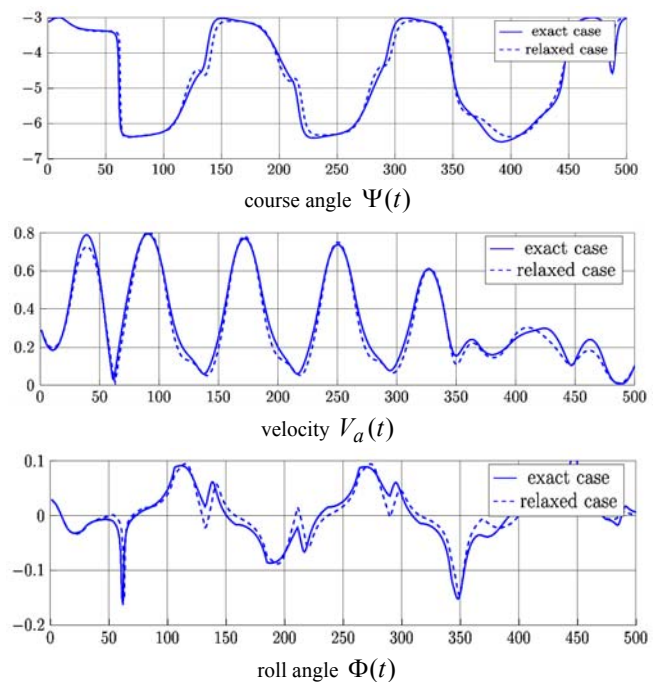 −3
−4
−5
−6
−7
0 50 100 150 200 250 300 350 400 450 500
exact case
relaxed case
course angle Ψ(t)
0.8
0.6
0.4
0.2
0
0 50 100 150 200 250 300 350 400 450 500
exact case
relaxed case
velocity V_a(t)
0.1
0
−0.1
−0.2
0 50 100 150 200 250 300 350 400 450 500
exact case
relaxed case
roll angle Φ(t)